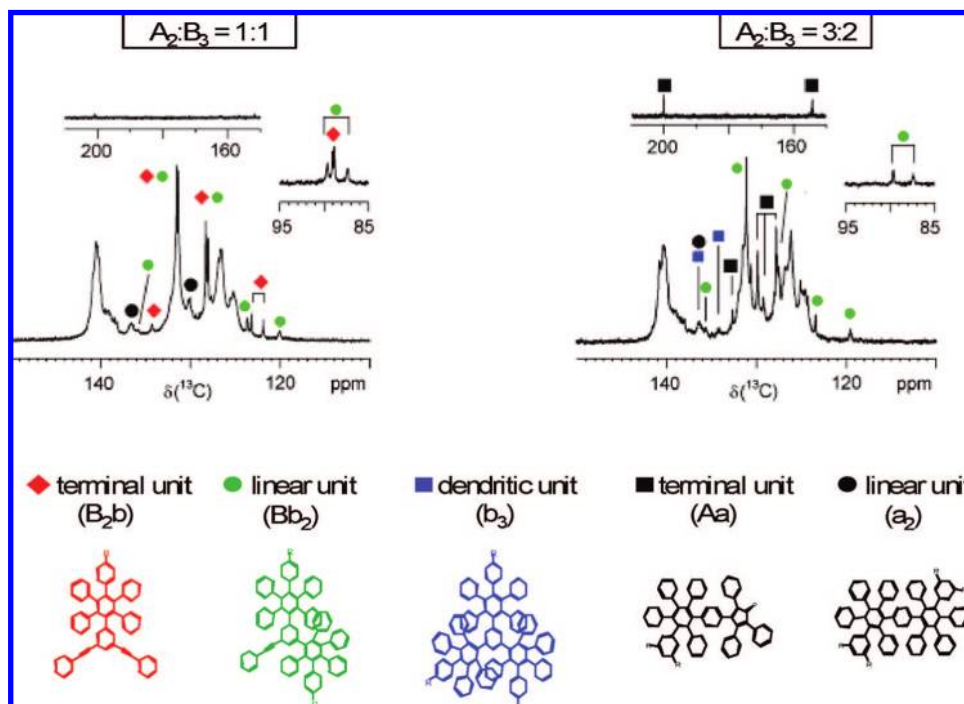 A₂:B₃ = 1:1
A₂:B₃ = 3:2
200 160
200 160
95 85
95 85
140 120 ppm
δ(¹³C)
140 120 ppm
δ(¹³C)
terminal unit
(B₂b)
linear unit
(Bb₂)
dendritic unit
(b₃)
terminal unit
(Aa)
linear unit
(a₂)
R
R
R
R
R
R
R
R
R